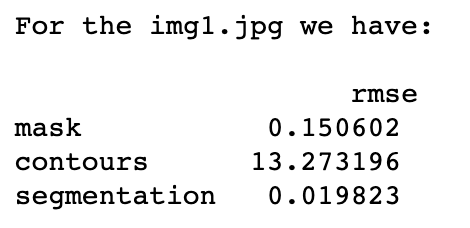 For the img1.jpg we have:
rmse
mask 0.150602
contours 13.273196
segmentation 0.019823